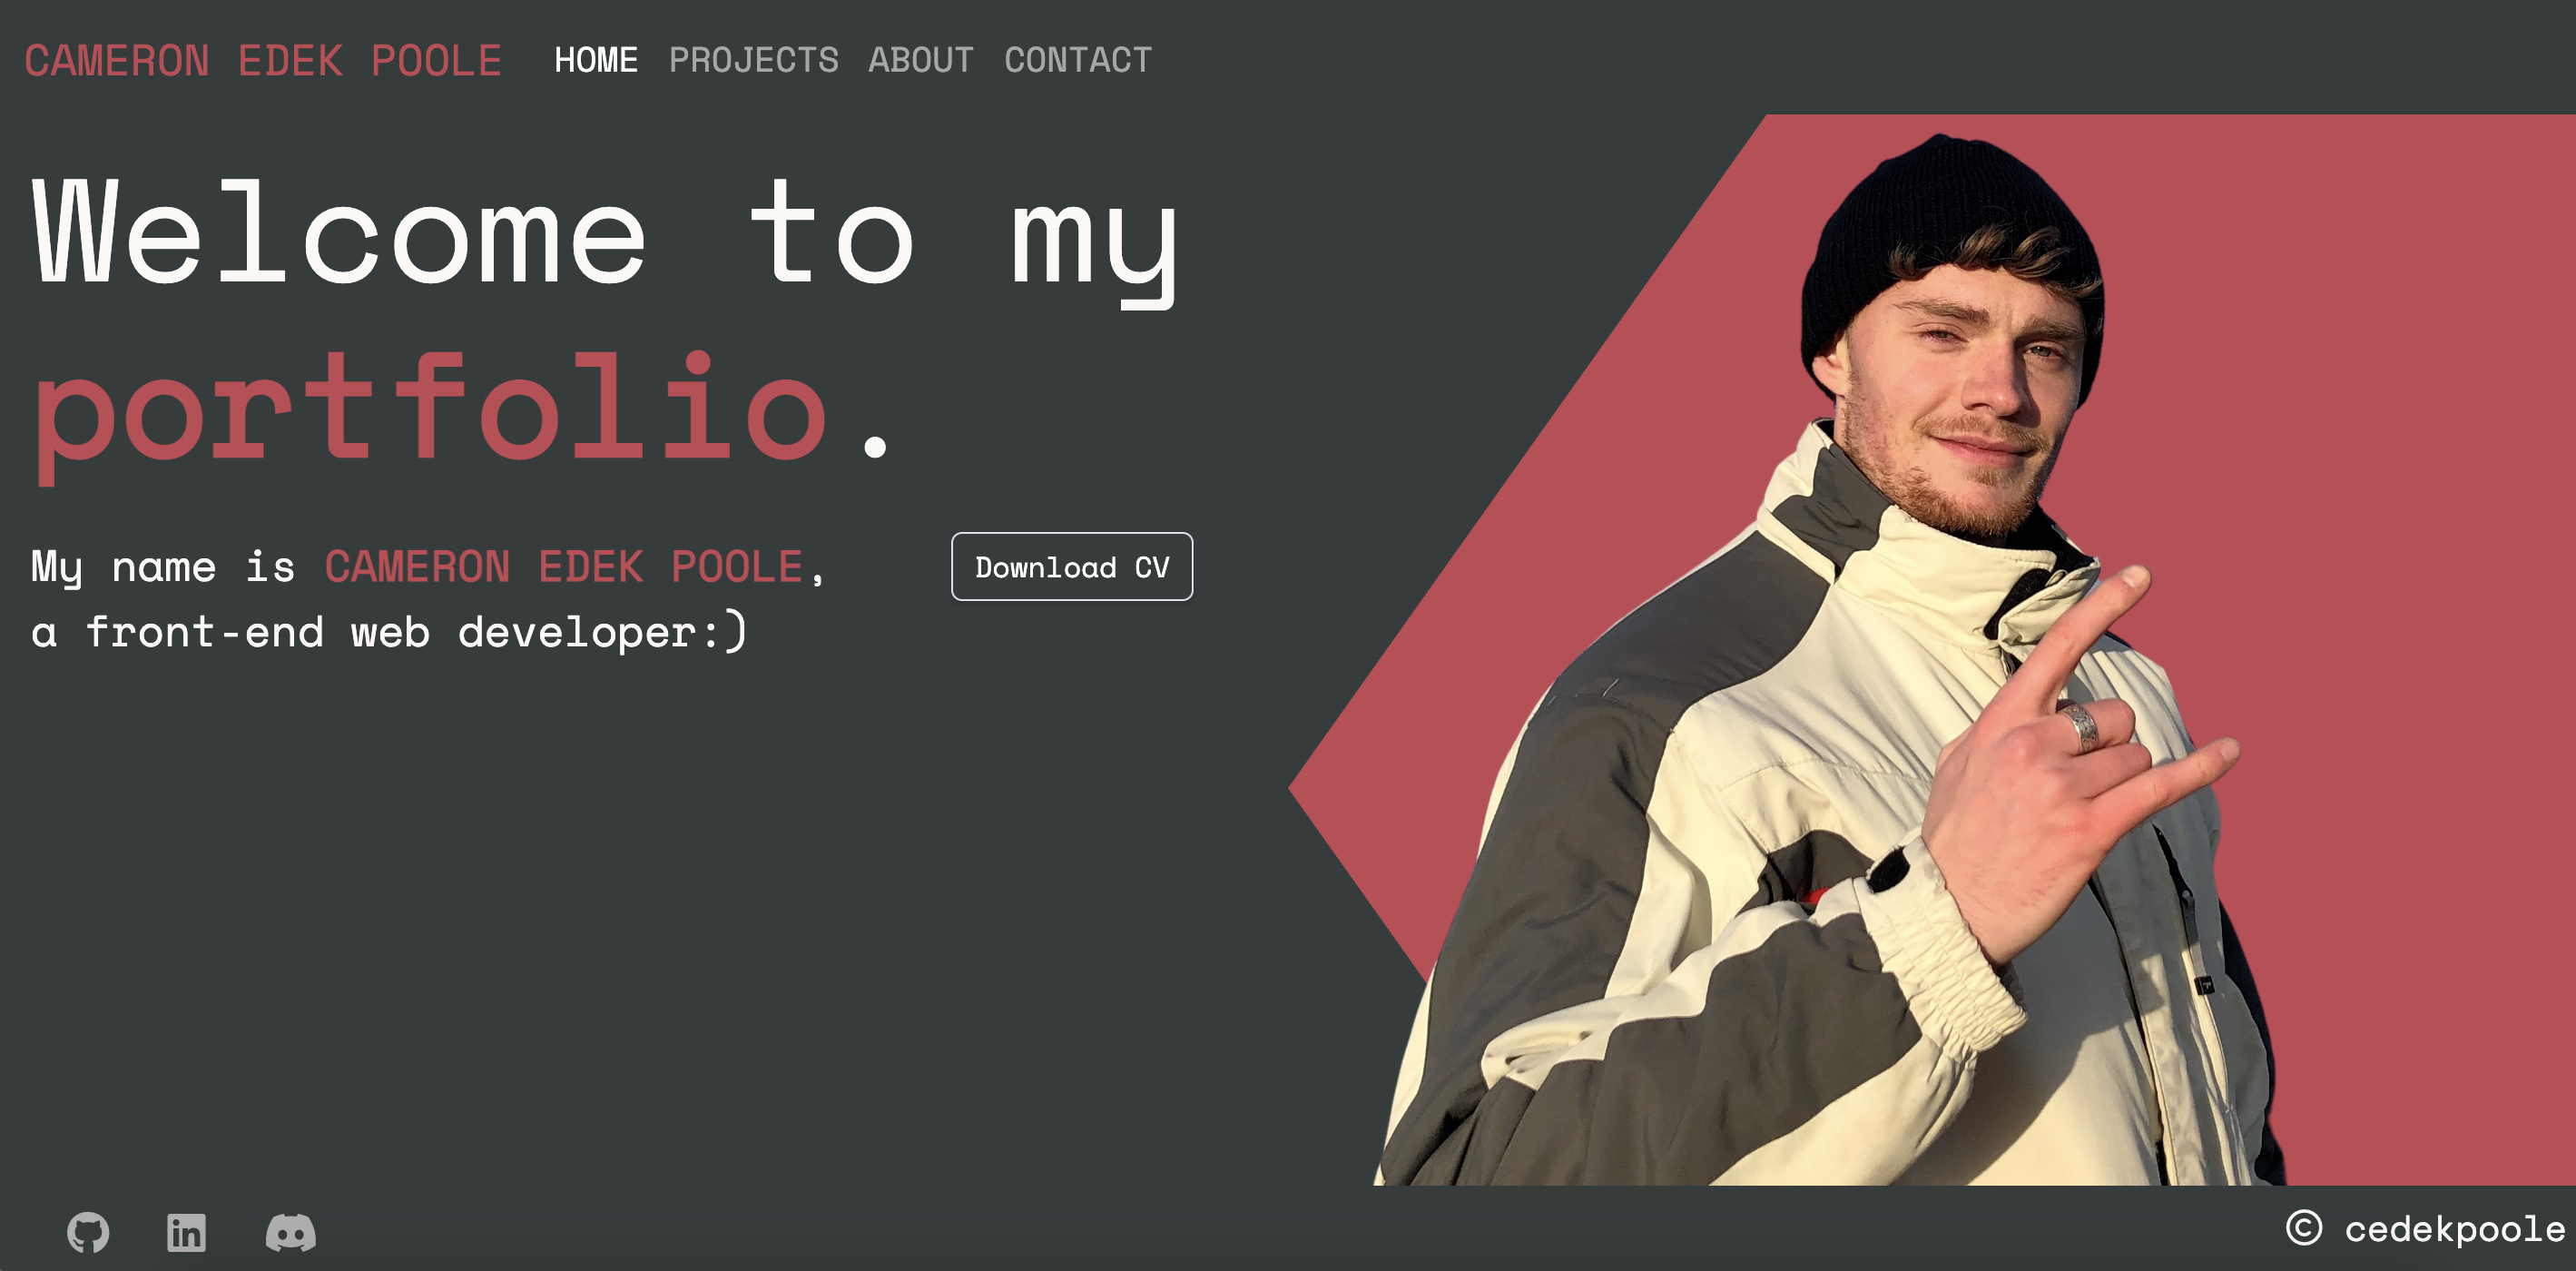 CAMERON EDEK POOLE HOME PROJECTS ABOUT CONTACT
Welcome to my
portfolio.
My name is CAMERON EDEK POOLE,
a front-end web developer:)
Download CV
in
© cedekpoole